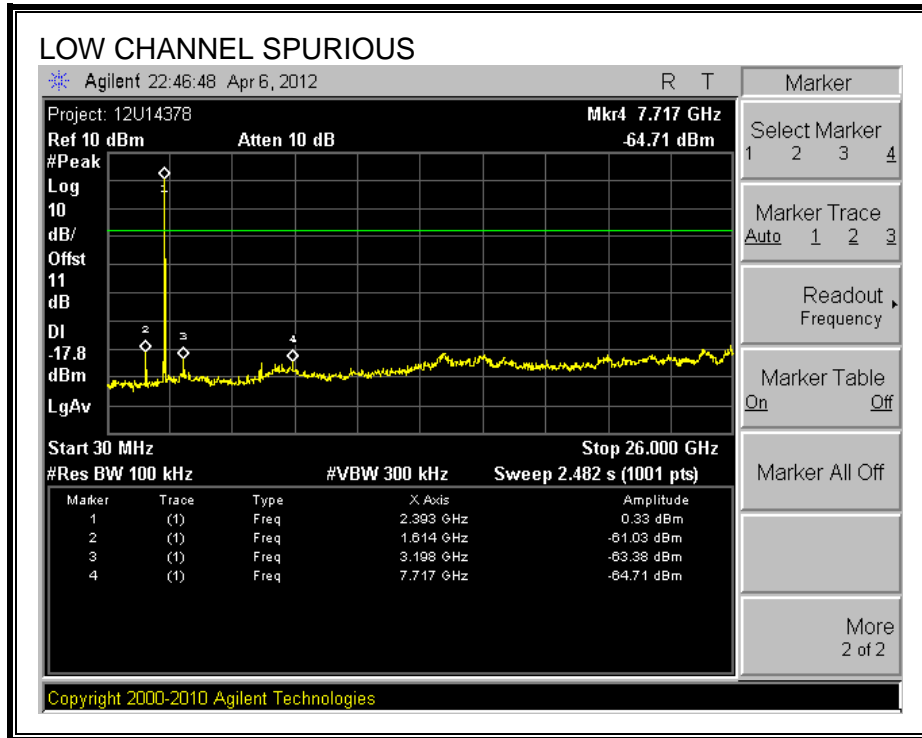 LOW CHANNEL SPURIOUS
Agilent 22:46:48 Apr 6, 2012 R T
Project: 12U14378 Mkr4 7.717 GHz
Ref 10 dBm Atten 10 dB -64.71 dBm
#Peak
Log
10
dB/
Offst
11
dB
DI
-17.8
dBm
LgAv
1
2
3
4
Start 30 MHz Stop 26.000 GHz
#Res BW 100 kHz #VBW 300 kHz Sweep 2.482 s (1001 pts)
Marker Trace Type X Axis Amplitude
1 (1) Freq 2.393 GHz 0.33 dBm
2 (1) Freq 1.614 GHz -61.03 dBm
3 (1) Freq 3.198 GHz -63.38 dBm
4 (1) Freq 7.717 GHz -64.71 dBm
Marker
Select Marker
1 2 3 4
Marker Trace
Auto 1 2 3
Readout
Frequency
Marker Table
On Off
Marker All Off
More
2 of 2
Copyright 2000-2010 Agilent Technologies